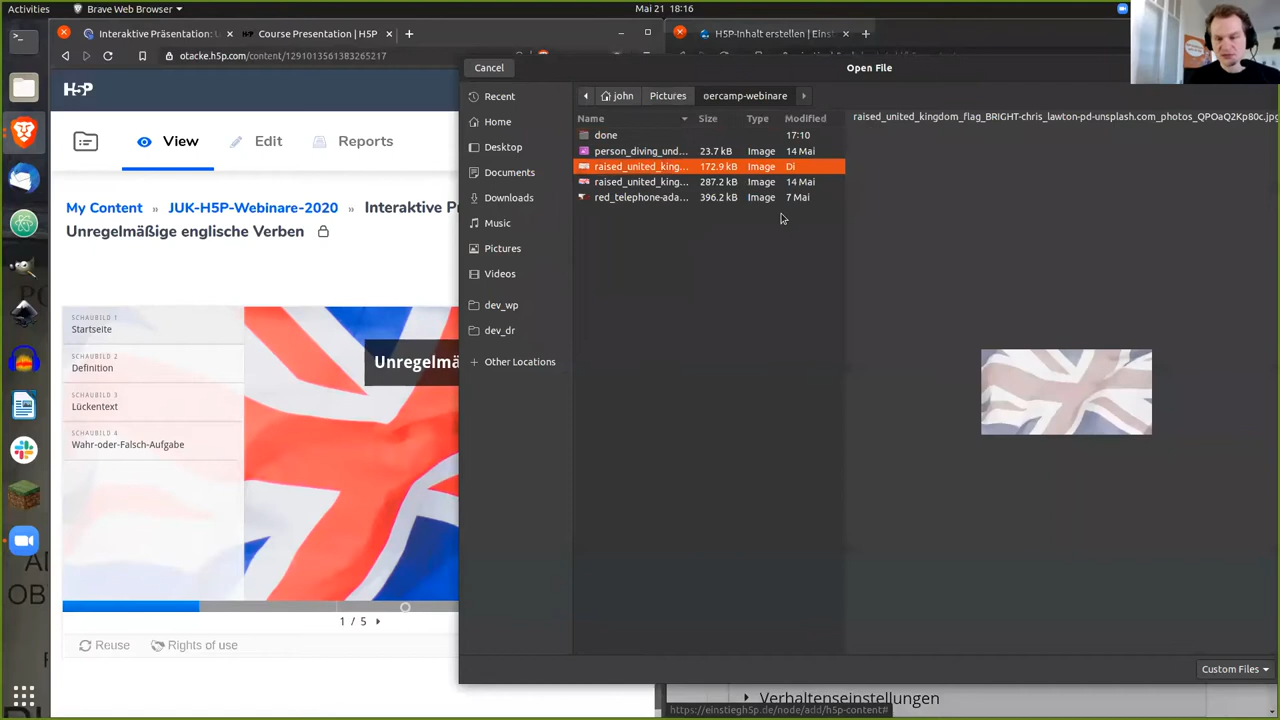 Activities
Brave Web Browser
Mai 21 18:16
Interaktive Präsentation: U
Course Presentation | H5P
H5P-Inhalt erstellen | Einst
otacke.h5p.com/content/1291013561383265217
Cancel
Open File
H5P
Recent
Home
Desktop
Documents
Downloads
Music
Pictures
Videos
dev_wp
dev_dr
Other Locations
john
Pictures
oercamp-webinare
Name
Size
Type
Modified
done
17:10
person_diving_und...
23.7 kB
Image
14 Mai
raised_united_king...
172.9 kB
Image
Di
raised_united_king...
287.2 kB
Image
14 Mai
red_telephone-ada...
396.2 kB
Image
7 Mai
raised_united_kingdom_flag_BRIGHT-chris_lawton-pd-unsplash.com_photos_QPOaQ2Kp80c.jpg
View
Edit
Reports
My Content » JUK-H5P-Webinare-2020 » Interaktive Pr
Unregelmäßige englische Verben
SCHAUBILD 1
Startseite
SCHAUBILD 2
Definition
SCHAUBILD 3
Lückentext
SCHAUBILD 4
Wahr-oder-Falsch-Aufgabe
Unregelmä
1 / 5
Reuse
Rights of use
Custom Files
Verhaltenseinstellungen
https://einstiegh5p.de/node/add/h5p-content#